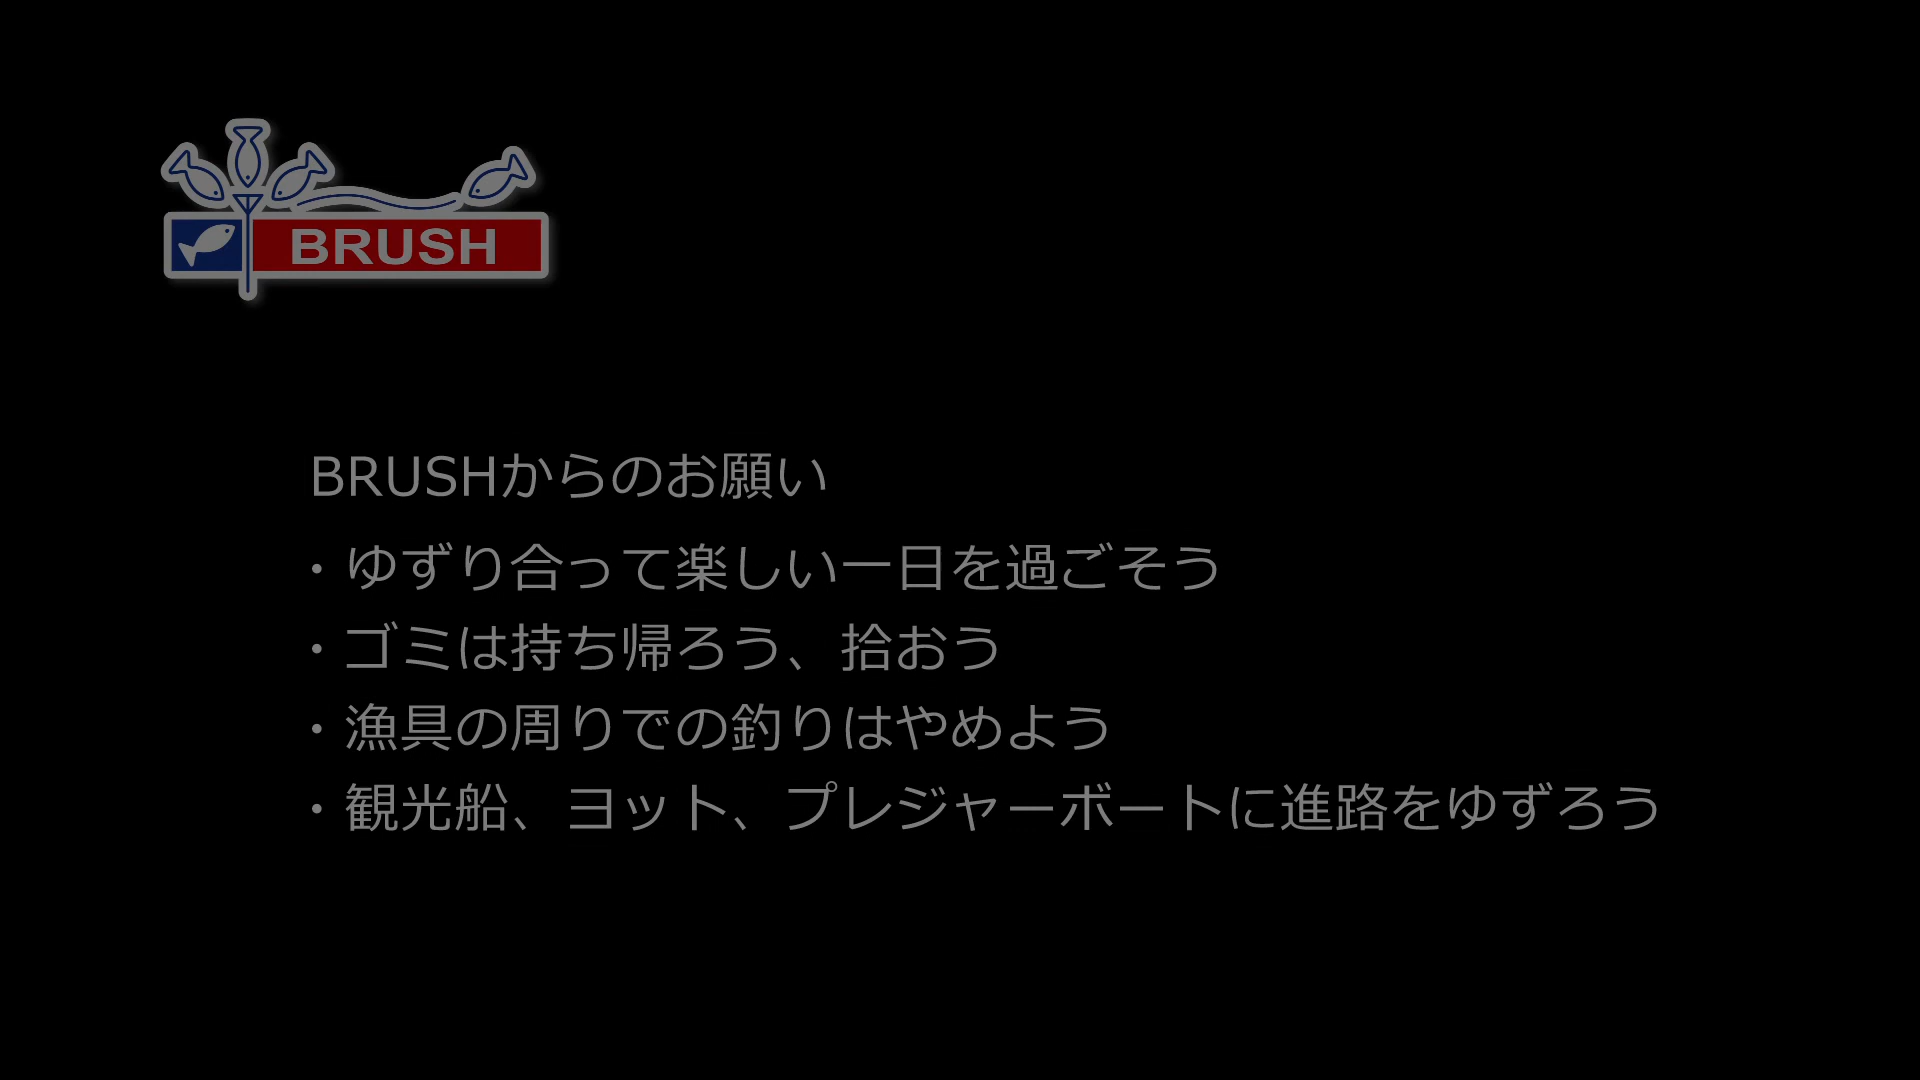 BRUSH
BRUSHからのお願い
・ゆずり合って楽しい一日を過ごそう
・ゴミは持ち帰ろう、拾おう
・漁具の周りでの釣りはやめよう
・観光船、ヨット、プレジャーボートに進路をゆずろう